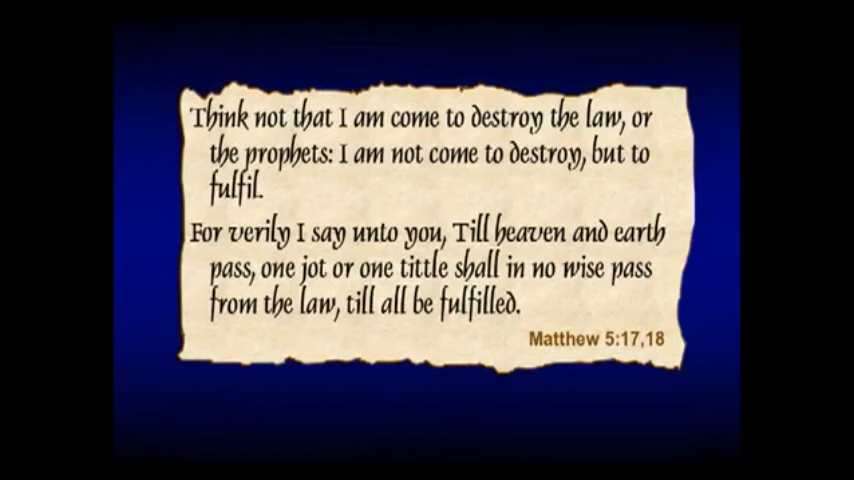 Think not that I am come to destroy the law, or
the prophets: I am not come to destroy, but to
fulfil.
For verily I say unto you, Till heaven and earth
pass, one jot or one tittle shall in no wise pass
from the law, till all be fulfilled.
Matthew 5:17,18